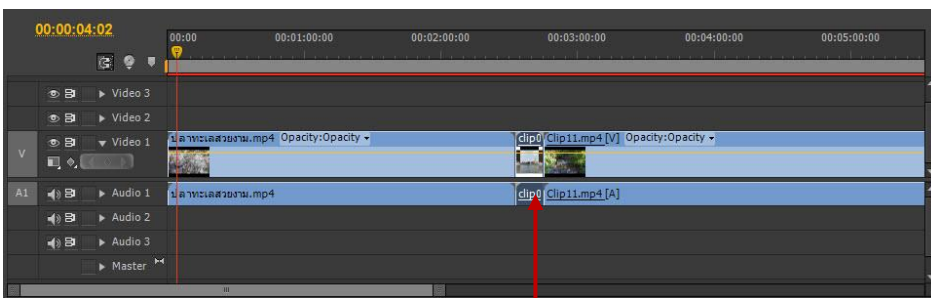 00:00:04:02
00:00 00:01:00:00 00:02:00:00 00:03:00:00 00:04:00:00 00:05:00:00
Video 3
Video 2
V Video 1 ปลาทะเลสวยงาม.mp4 Opacity:Opacity clip0 Clip11.mp4 [V] Opacity:Opacity
A1 Audio 1 ปลาทะเลสวยงาม.mp4 clip0 Clip11.mp4 [A]
Audio 2
Audio 3
Master